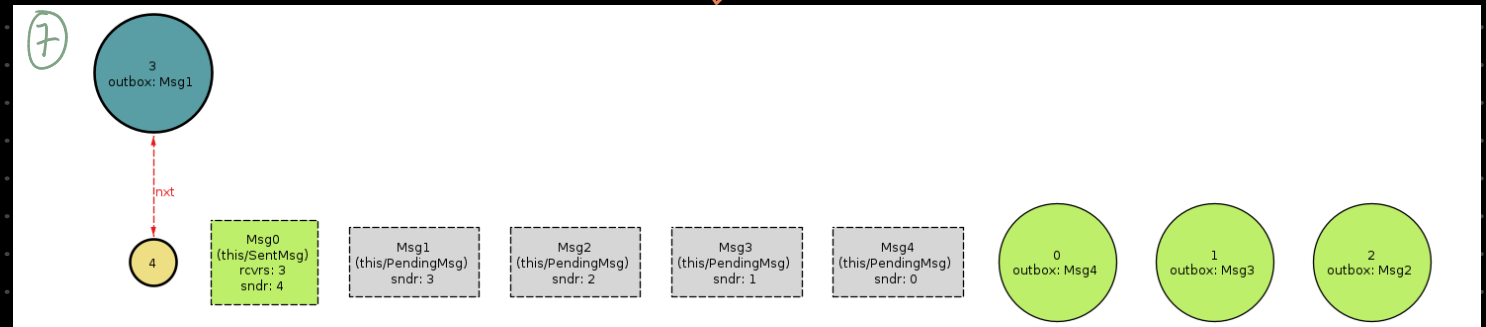 7
3
outbox: Msg1
nxt
4
Msg0
(this/SentMsg)
rcvrs: 3
sndr: 4
Msg1
(this/PendingMsg)
sndr: 3
Msg2
(this/PendingMsg)
sndr: 2
Msg3
(this/PendingMsg)
sndr: 1
Msg4
(this/PendingMsg)
sndr: 0
0
outbox: Msg4
1
outbox: Msg3
2
outbox: Msg2